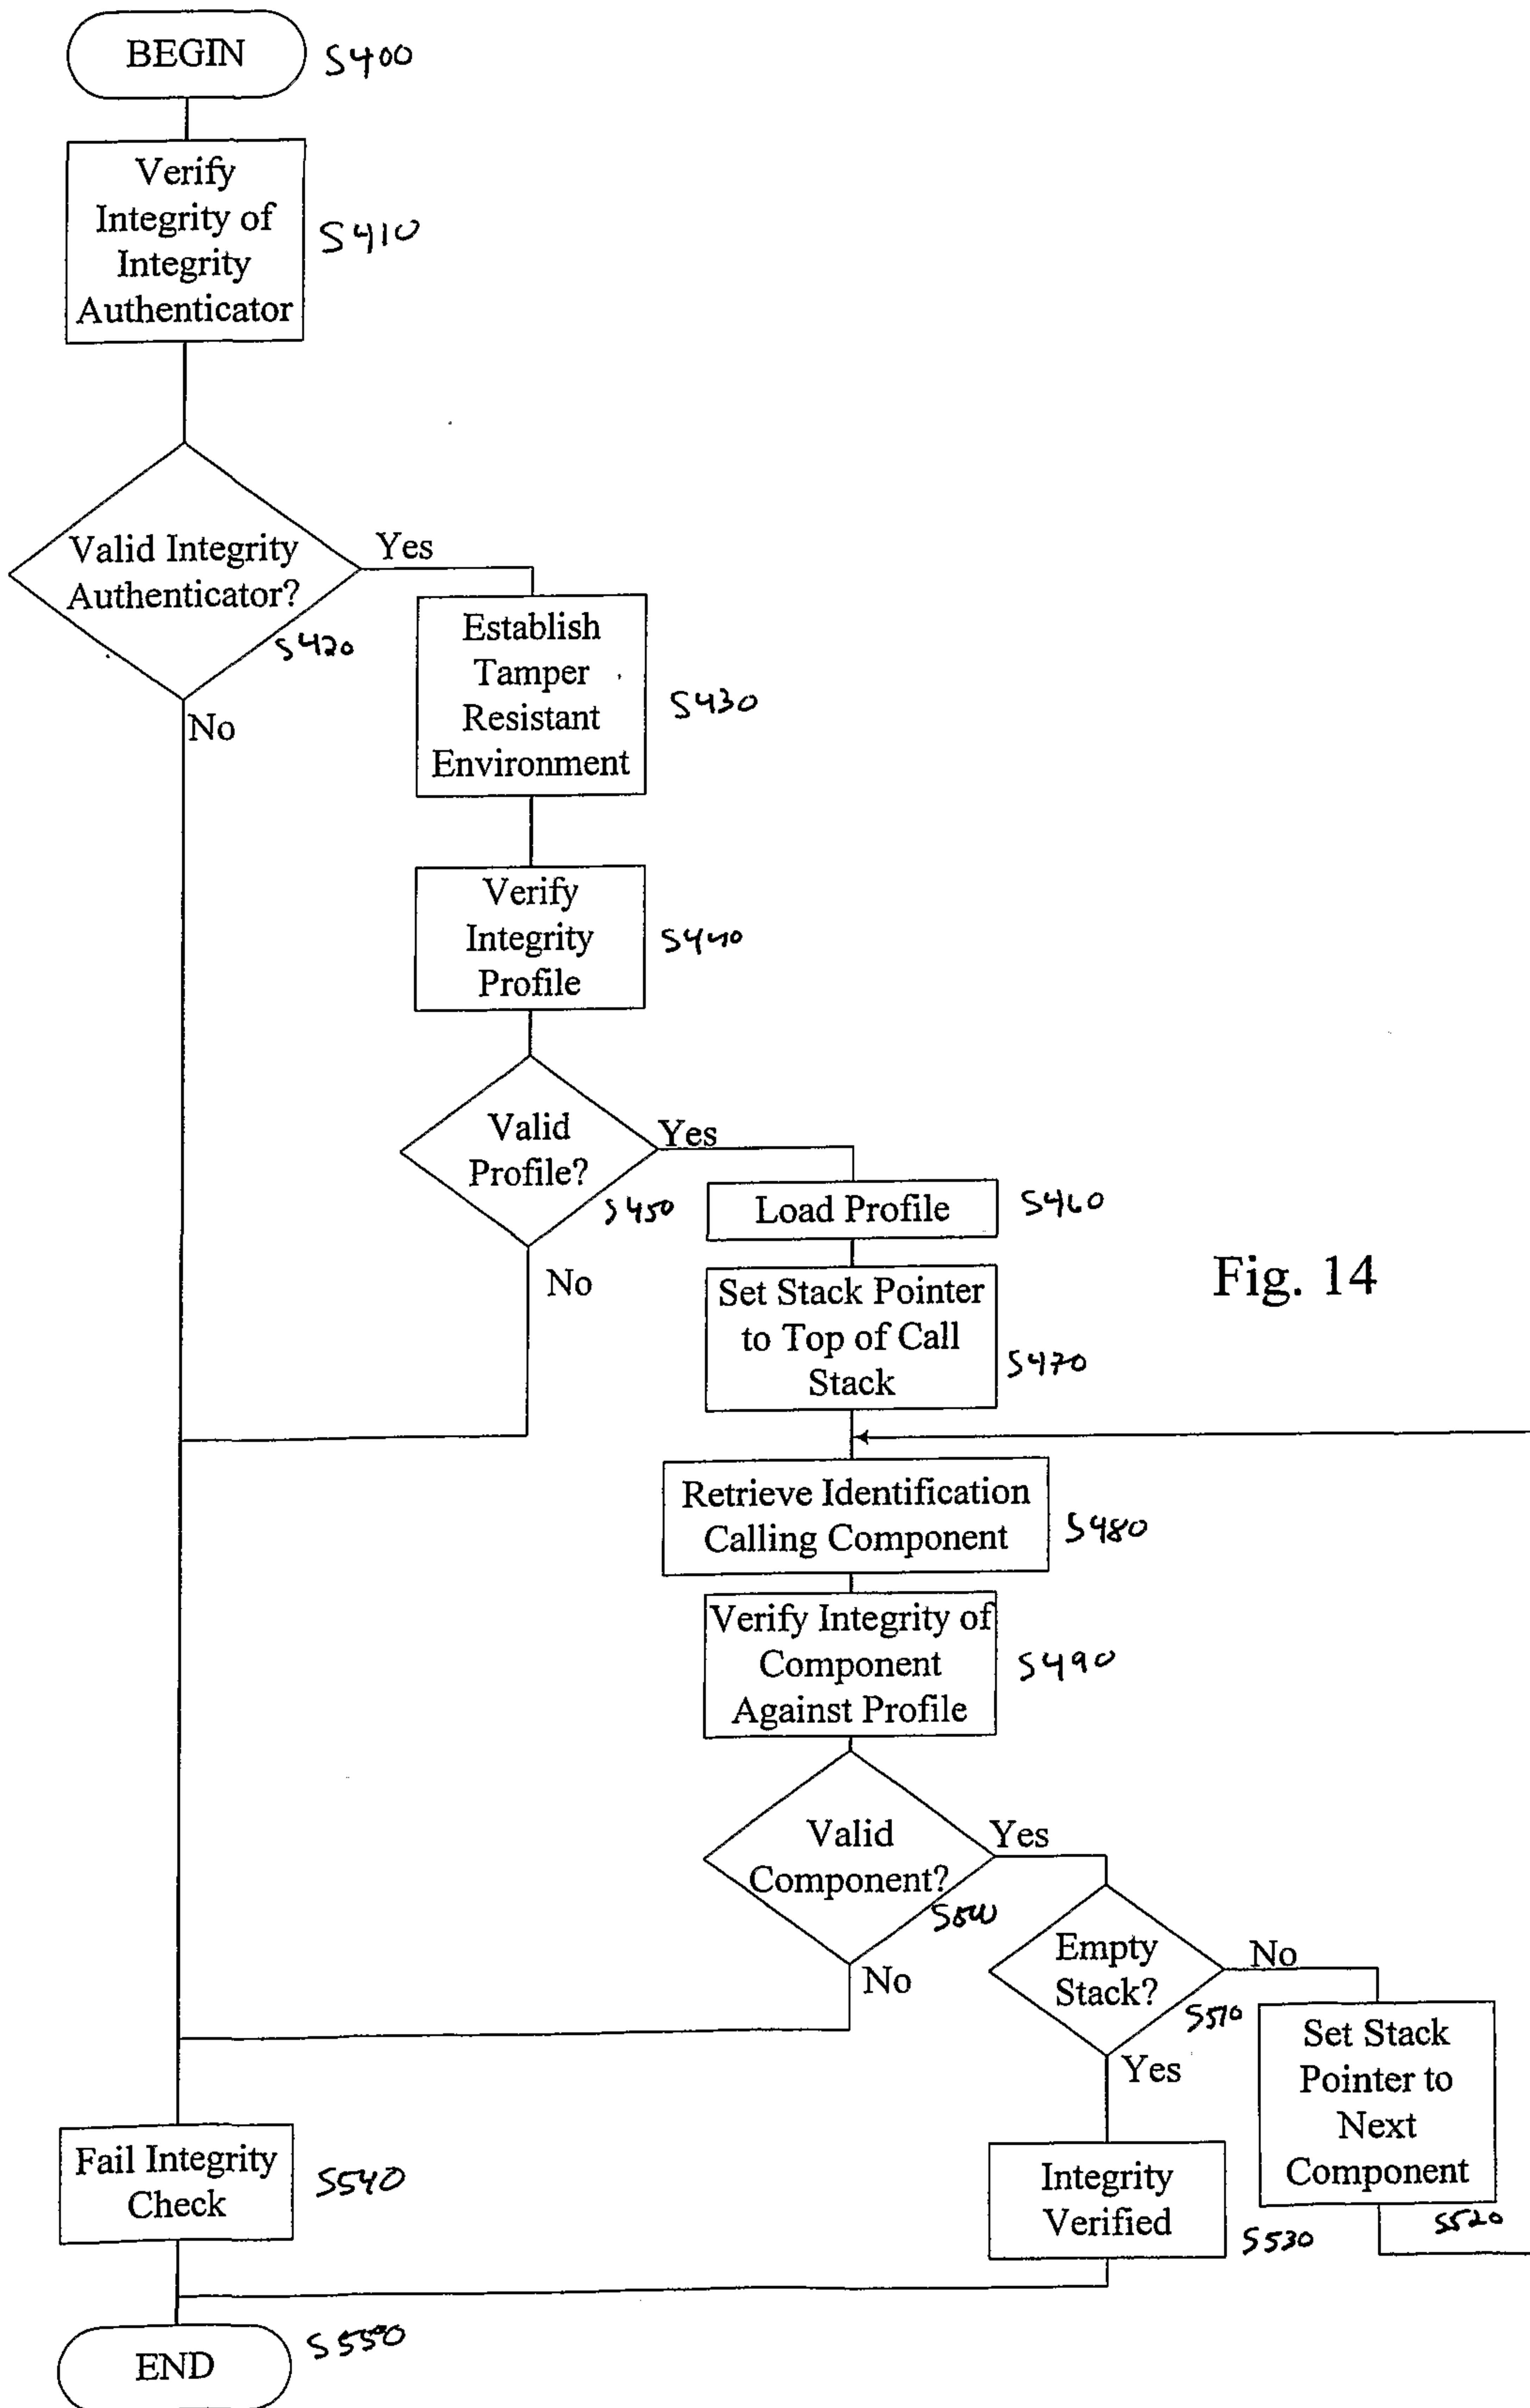 BEGIN
S400
Verify
Integrity of
Integrity
Authenticator
S410
Valid Integrity
Authenticator?
S420
Yes
No
Establish
Tamper
Resistant
Environment
S430
Verify
Integrity
Profile
S440
Valid
Profile?
S450
Yes
No
Load Profile
S460
Set Stack Pointer
to Top of Call
Stack
S470
Fig. 14
Retrieve Identification
Calling Component
S480
Verify Integrity of
Component
Against Profile
S490
Valid
Component?
S500
Yes
No
Empty
Stack?
S510
No
Yes
Set Stack
Pointer to
Next
Component
S520
Integrity
Verified
S530
Fail Integrity
Check
S540
END
S550